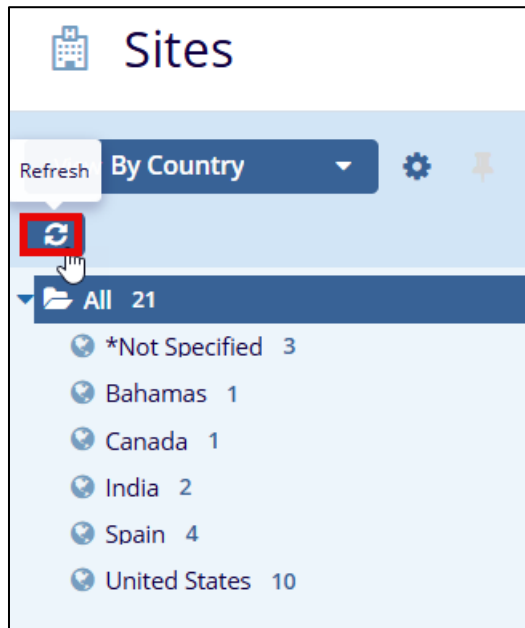 Sites
Refresh
By Country
All 21
*Not Specified 3
Bahamas 1
Canada 1
India 2
Spain 4
United States 10